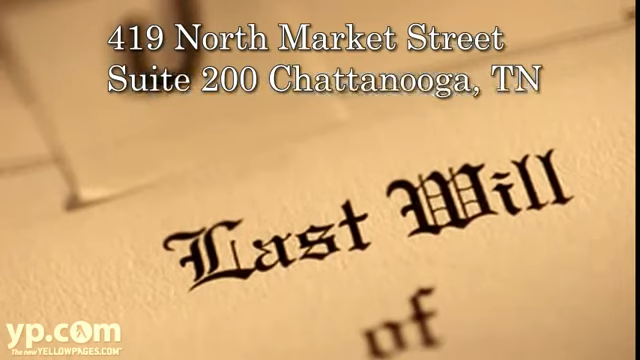 419 North Market Street
Suite 200 Chattanooga, TN
Last Will
of
yp.com
The new YELLOWPAGES.COM